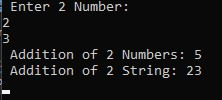 Enter 2 Number:
2
3
Addition of 2 Numbers: 5
Addition of 2 String: 23